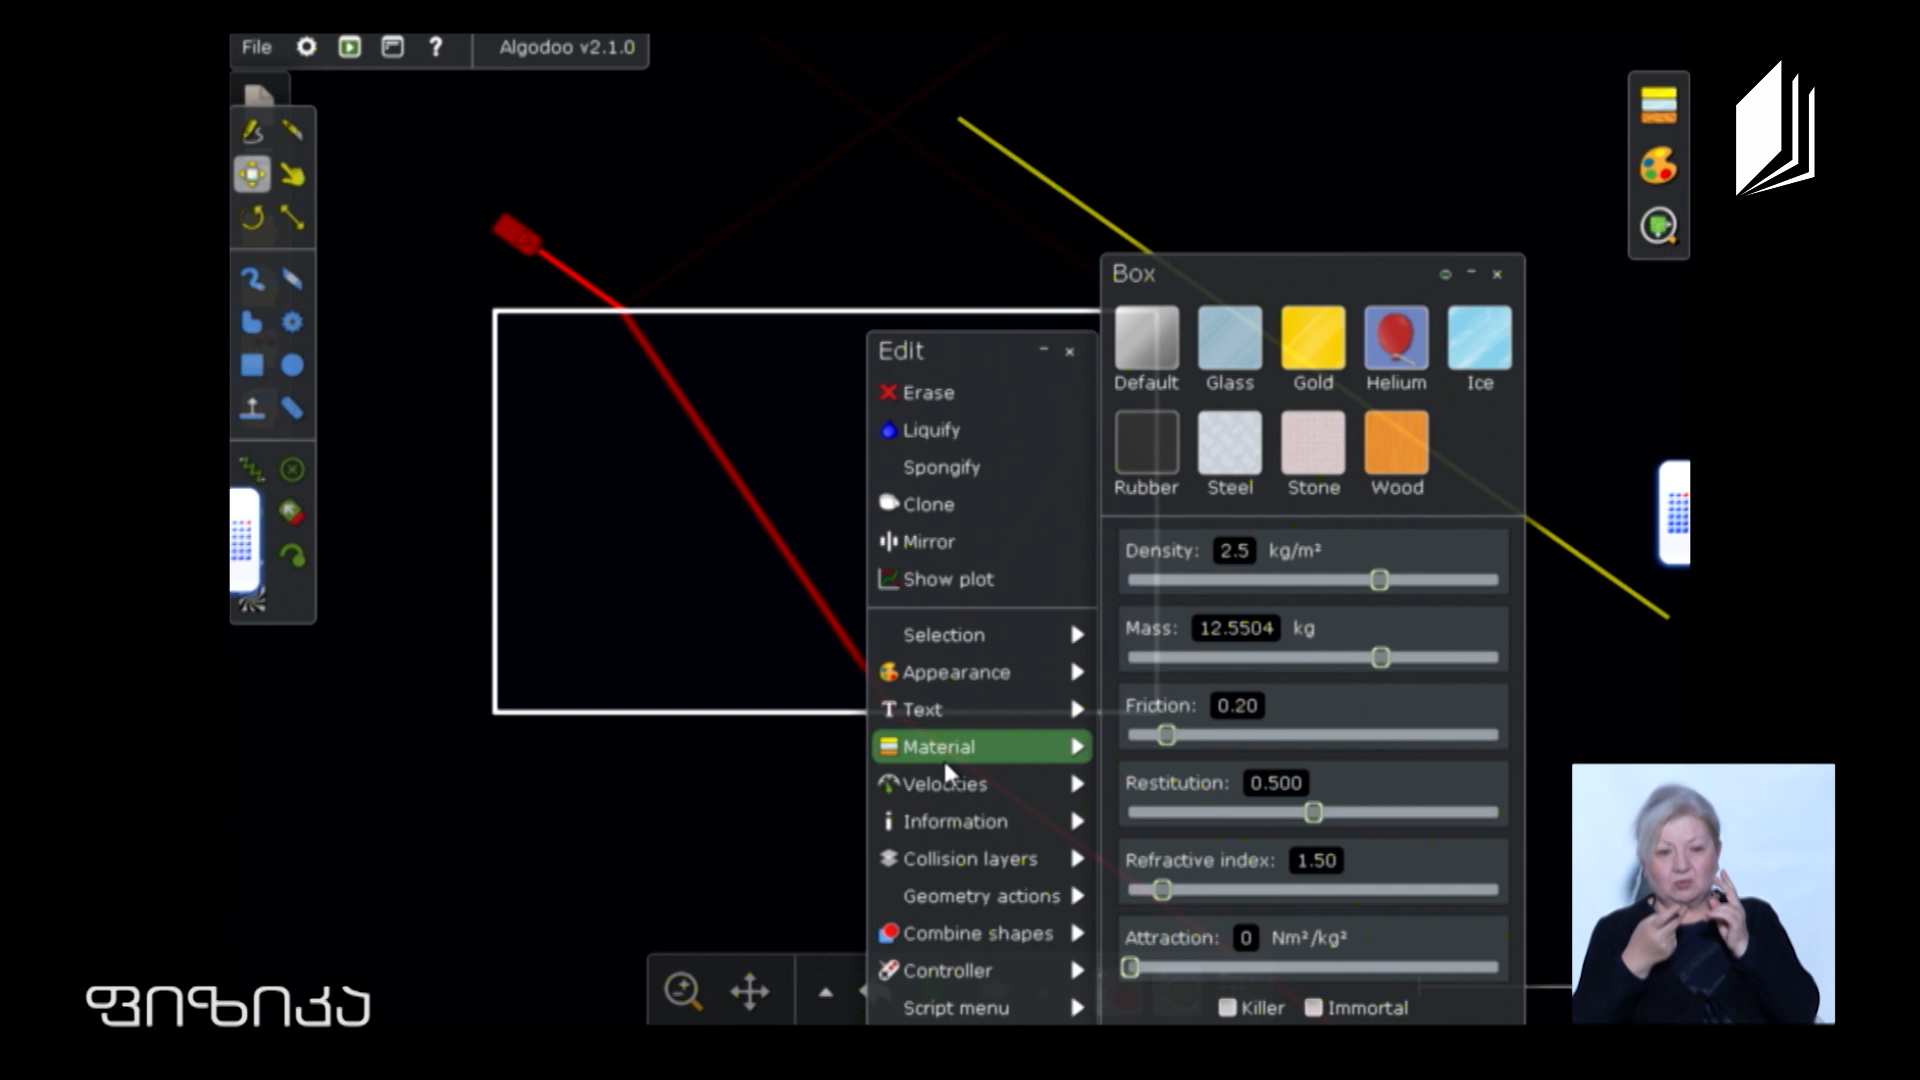 File ? Algodoo v2.1.0
Box
Default Glass Gold Helium Ice
Rubber Steel Stone Wood
Density: 2.5 kg/m²
Mass: 12.5504 kg
Friction: 0.20
Restitution: 0.500
Refractive index: 1.50
Attraction: 0 Nm²/kg²
Killer Immortal
Edit
Erase
Liquify
Spongify
Clone
Mirror
Show plot
Selection
Appearance
Text
Material
Velocities
Information
Collision layers
Geometry actions
Combine shapes
Controller
Script menu
ფიზიკა